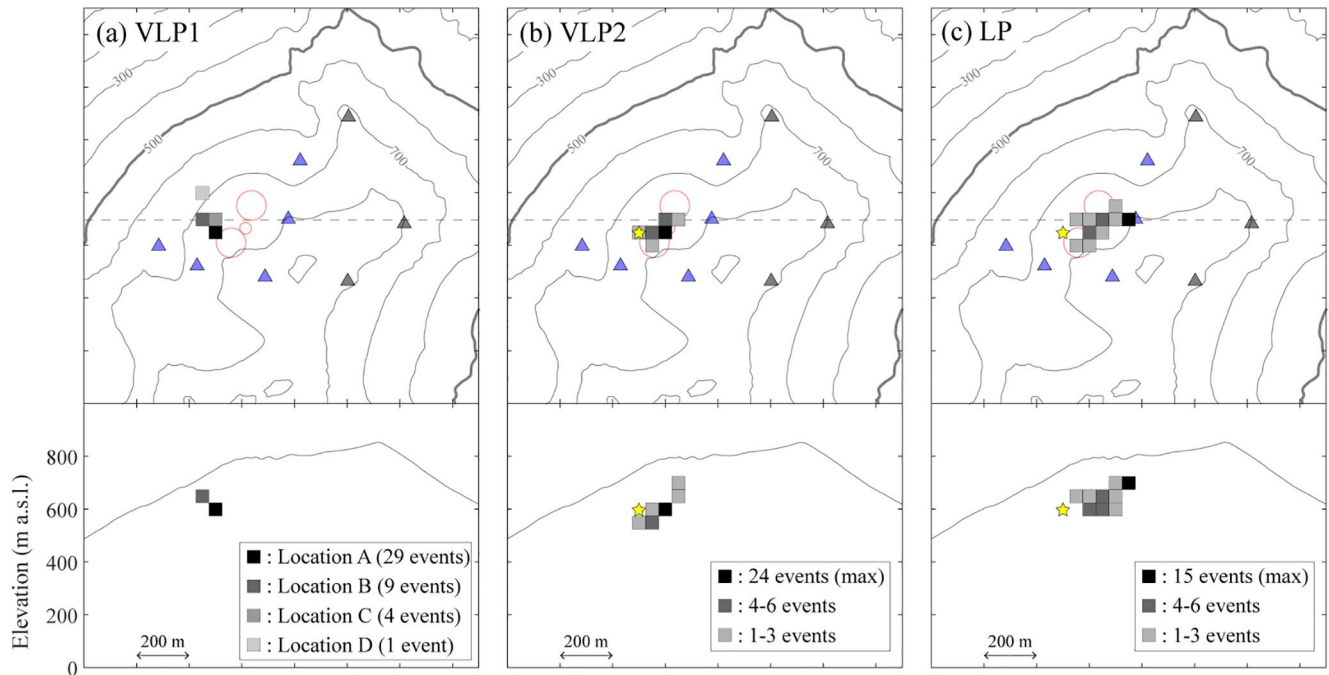 (a) VLP1
300
500
700
(b) VLP2
300
500
700
(c) LP
300
500
700
Elevation (m a.s.l.)
800
600
400
200
0
200 m
: Location A (29 events)
: Location B (9 events)
: Location C (4 events)
: Location D (1 event)
200 m
: 24 events (max)
: 4-6 events
: 1-3 events
200 m
: 15 events (max)
: 4-6 events
: 1-3 events